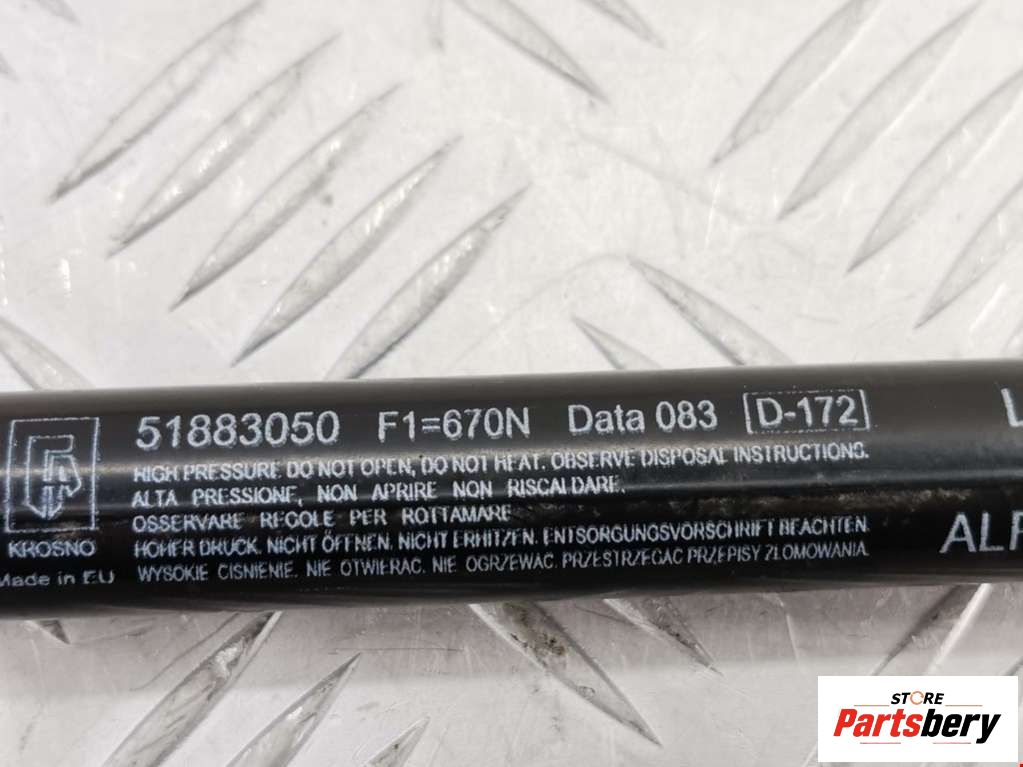 51883050 F1=670N Data 083 D-172
HIGH PRESSURE. DO NOT OPEN, DO NOT HEAT. OBSERVE DISPOSAL INSTRUCTIONS.
ALTA PRESSIONE, NON APRIRE NON RISCALDARE.
OSSERVARE REGOLE PER ROTTAMARE
HOHER DRUCK. NICHT ÖFFNEN. NICHT ERHITZEN. ENTSORGUNGSVORSCHRIFT BEACHTEN.
WYSOKIE CISNIENIE. NIE OTWIERAC. NIE OGRZEWAC. PRZESTRZEGAC PRZEPISY ZŁOMOWANIA.
KROSNO
Made in EU
STORE
Partsbery